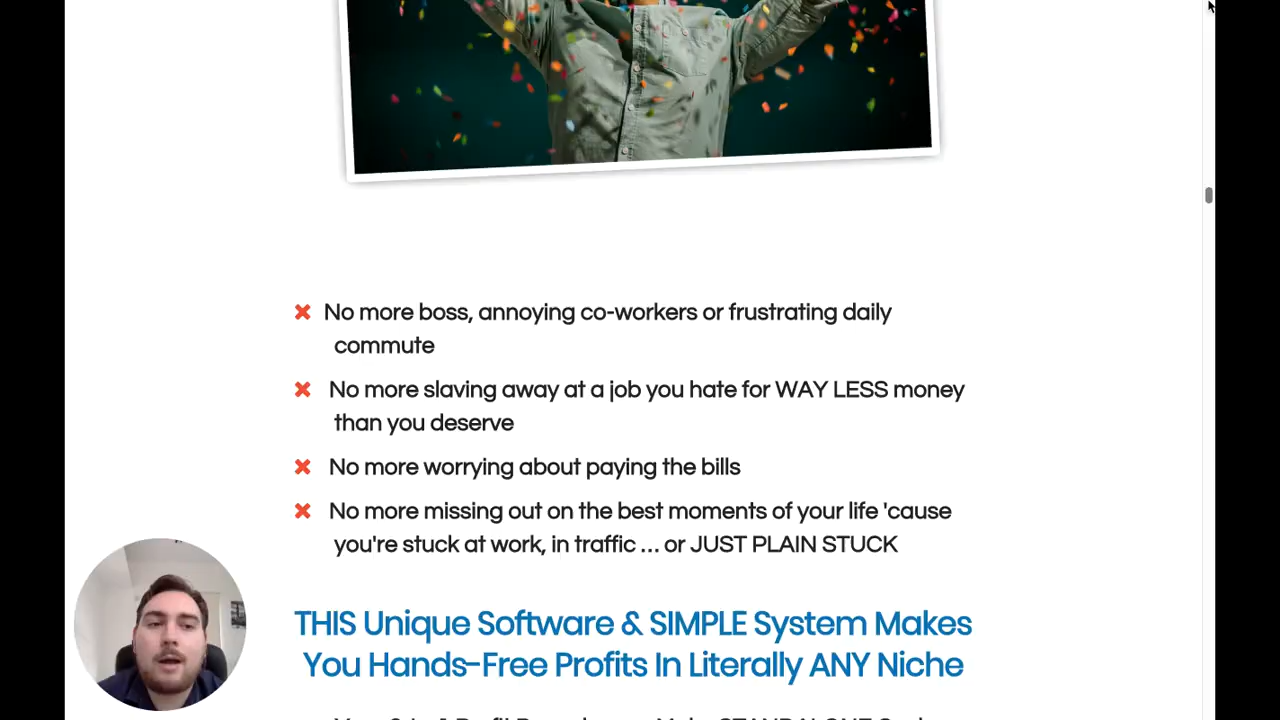 No more boss, annoying co-workers or frustrating daily
commute
No more slaving away at a job you hate for WAY LESS money
than you deserve
No more worrying about paying the bills
No more missing out on the best moments of your life 'cause
you're stuck at work, in traffic ... or JUST PLAIN STUCK
THIS Unique Software & SIMPLE System Makes
You Hands-Free Profits In Literally ANY Niche